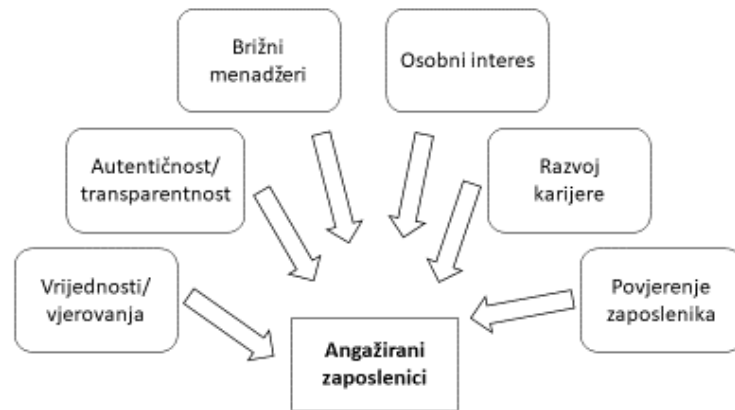 Brižni
menadžeri
Osobni interes
Autentičnost/
transparentnost
Razvoj
karijere
Vrijednosti/
vjerovanja
Povjerenje
zaposlenika
Angažirani
zaposlenici